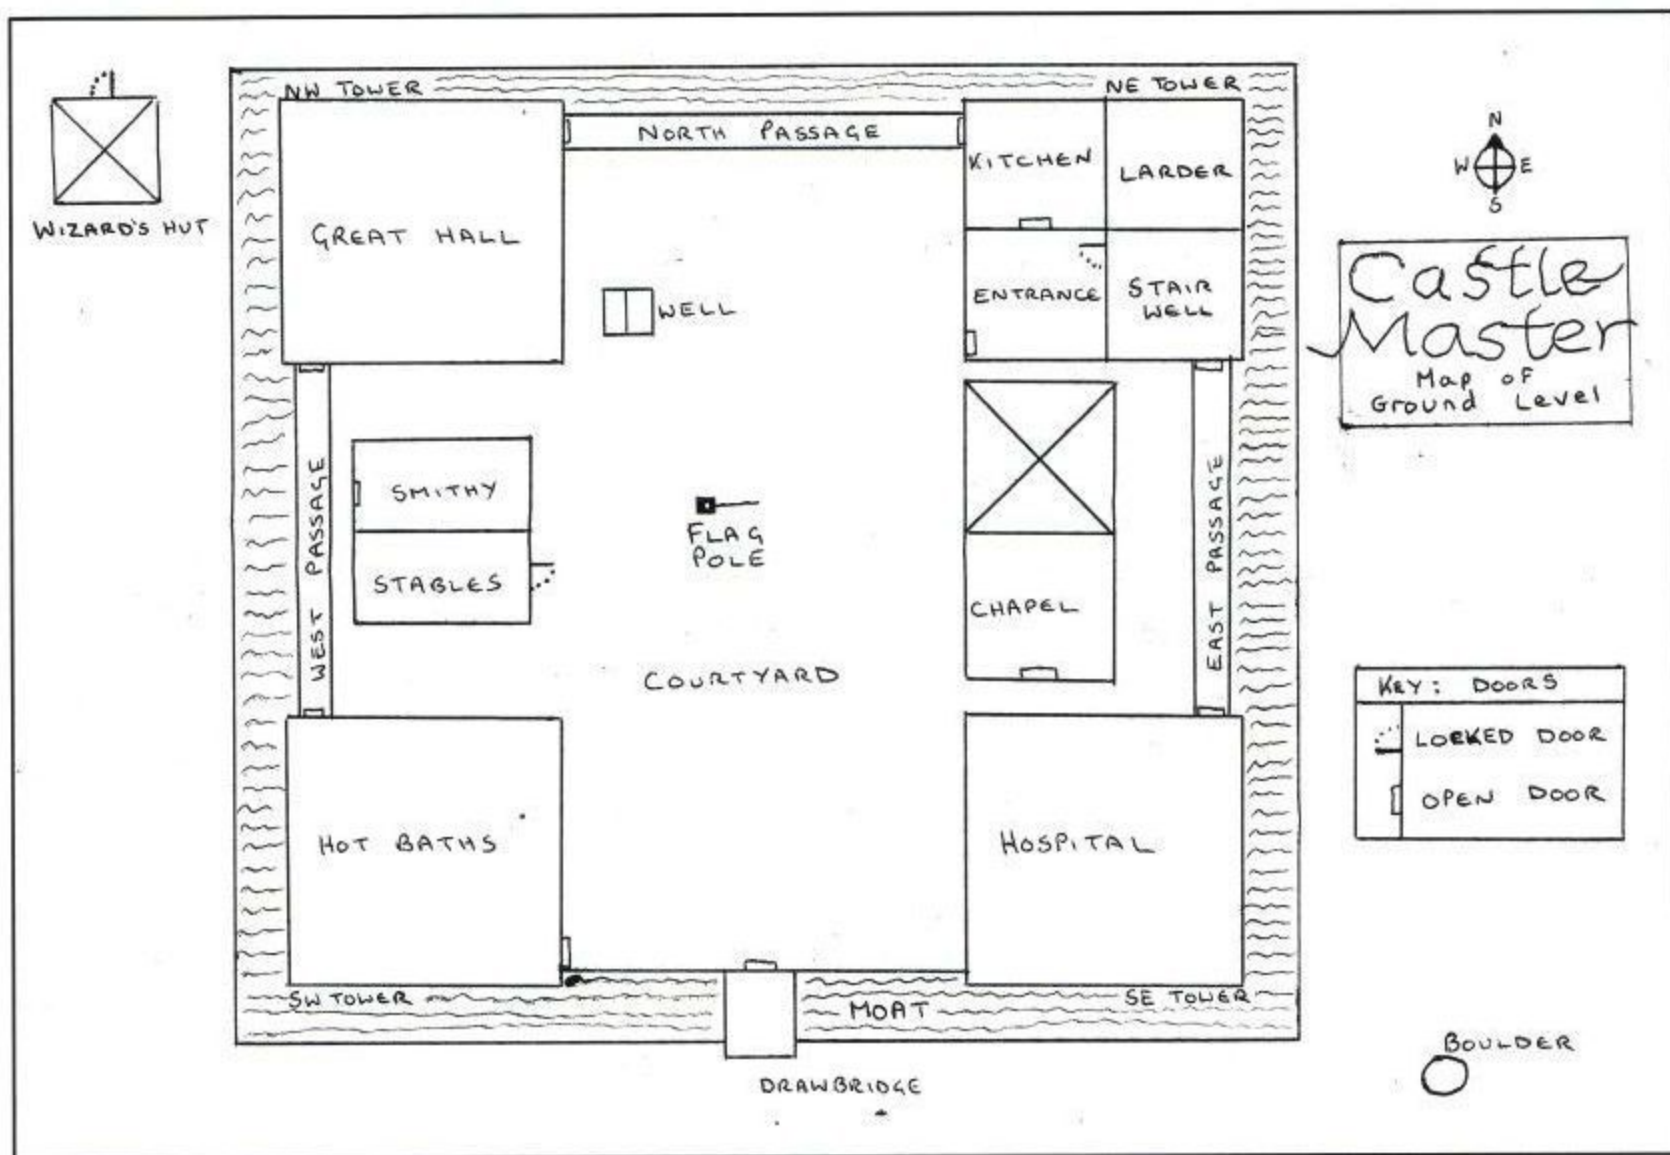 NW TOWER
NE TOWER
NORTH PASSAGE
N
W E
S
KITCHEN
LARDER
WIZARD'S HUT
GREAT HALL
WELL
ENTRANCE
STAIR
WELL
Castle
Master
Map of
Ground Level
SMITHY
FLAG
POLE
STABLES
WEST PASSAGE
EAST PASSAGE
CHAPEL
COURTYARD
KEY: DOORS
LOCKED DOOR
OPEN DOOR
HOT BATHS
HOSPITAL
SW TOWER
MOAT
SE TOWER
BOULDER
DRAWBRIDGE